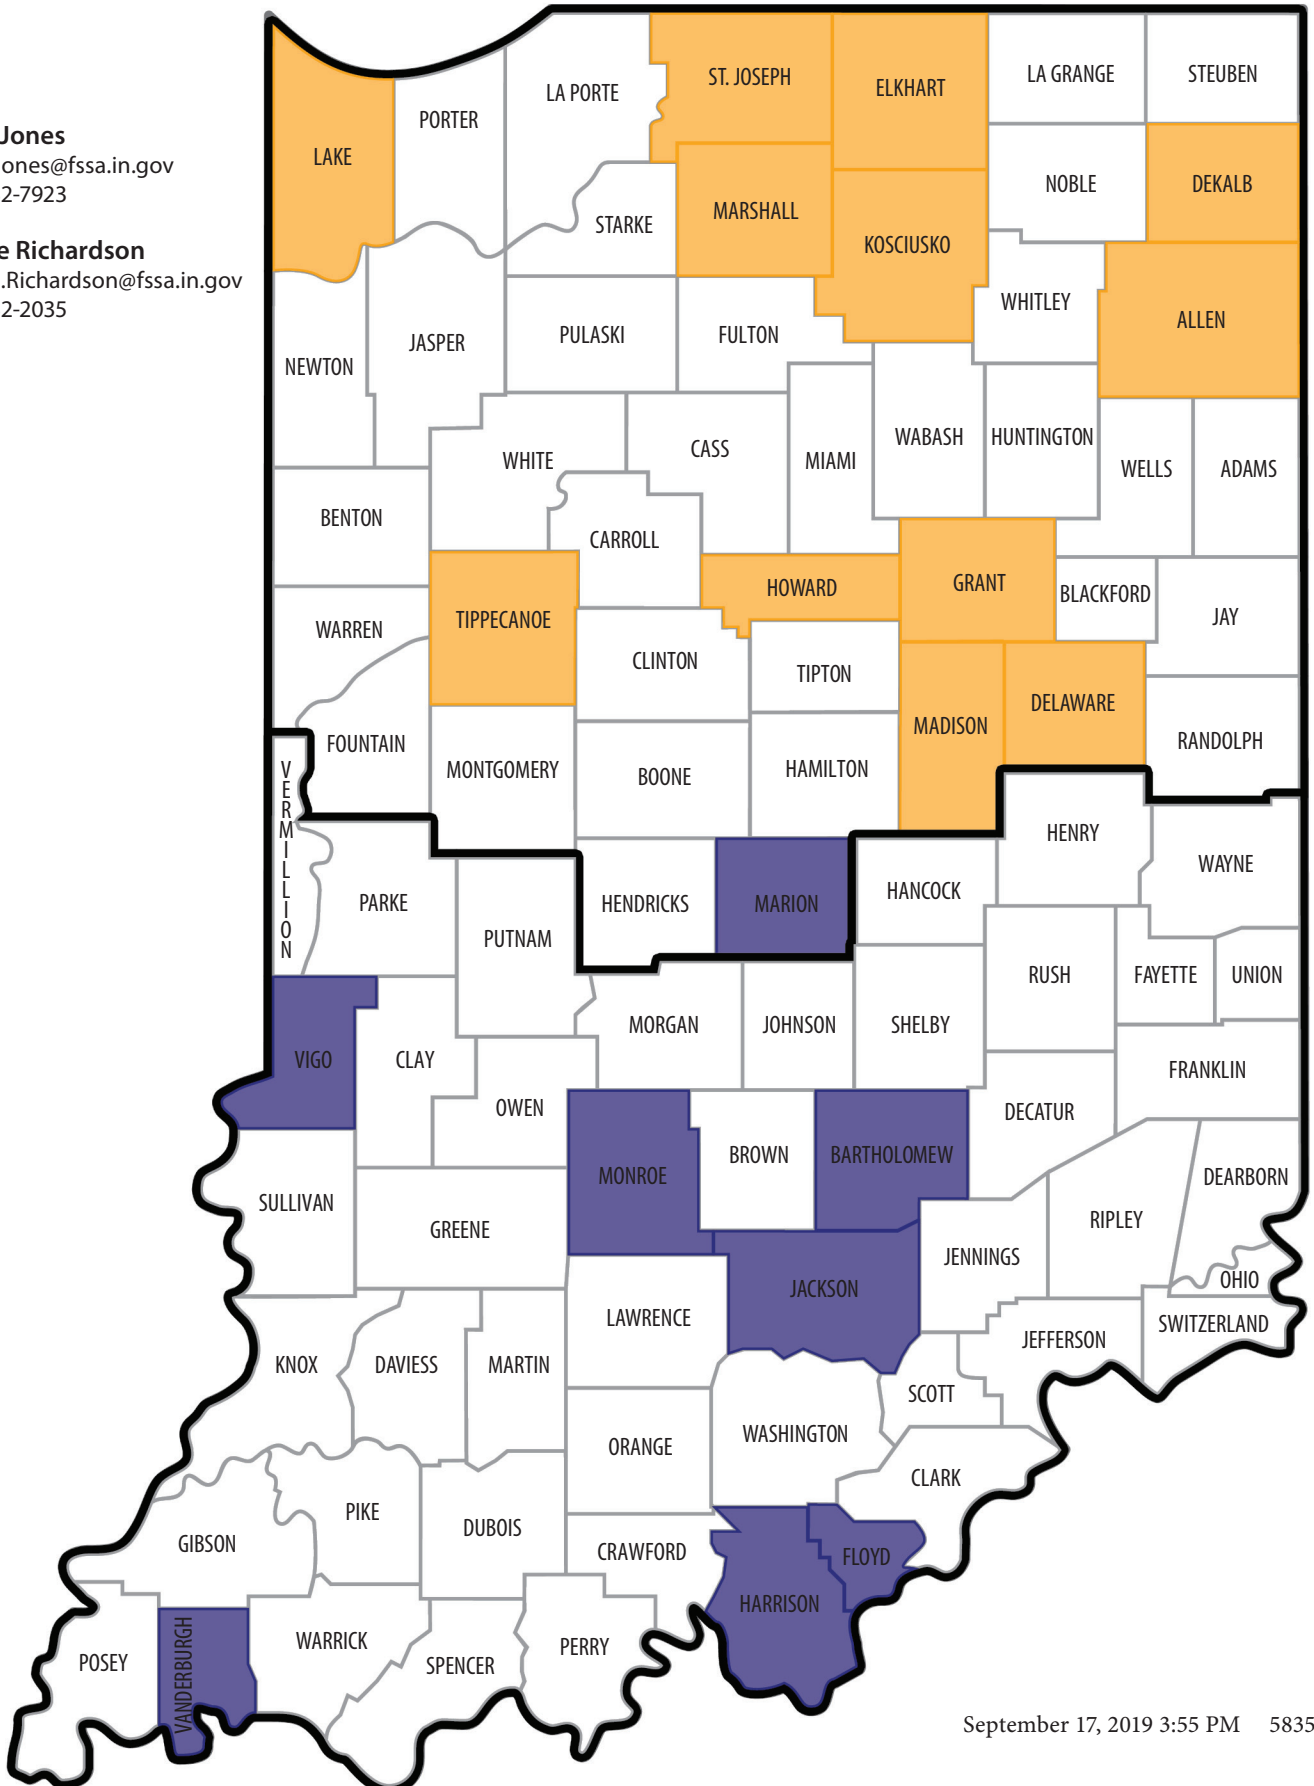 Jones
ones@fssa.in.gov
2-7923
e Richardson
.Richardson@fssa.in.gov
2-2035
LAKE
PORTER
LA PORTE
ST. JOSEPH
ELKHART
LA GRANGE
STEUBEN
STARKE
MARSHALL
KOSCIUSKO
NOBLE
DEKALB
NEWTON
JASPER
PULASKI
FULTON
WHITLEY
ALLEN
WHITE
CASS
MIAMI
WABASH
HUNTINGTON
WELLS
ADAMS
BENTON
CARROLL
HOWARD
GRANT
BLACKFORD
JAY
WARREN
TIPPECANOE
CLINTON
TIPTON
MADISON
DELAWARE
RANDOLPH
FOUNTAIN
MONTGOMERY
BOONE
HAMILTON
VERMILLION
PARKE
PUTNAM
HENDRICKS
MARION
HANCOCK
HENRY
WAYNE
RUSH
FAYETTE
UNION
VIGO
CLAY
MORGAN
JOHNSON
SHELBY
FRANKLIN
OWEN
DECATUR
MONROE
BROWN
BARTHOLOMEW
DEARBORN
SULLIVAN
GREENE
JENNINGS
RIPLEY
OHIO
LAWRENCE
JACKSON
JEFFERSON
SWITZERLAND
KNOX
DAVIESS
MARTIN
SCOTT
ORANGE
WASHINGTON
CLARK
GIBSON
PIKE
DUBOIS
CRAWFORD
FLOYD
HARRISON
POSEY
VANDERBURGH
WARRICK
SPENCER
PERRY
September 17, 2019 3:55 PM 5835